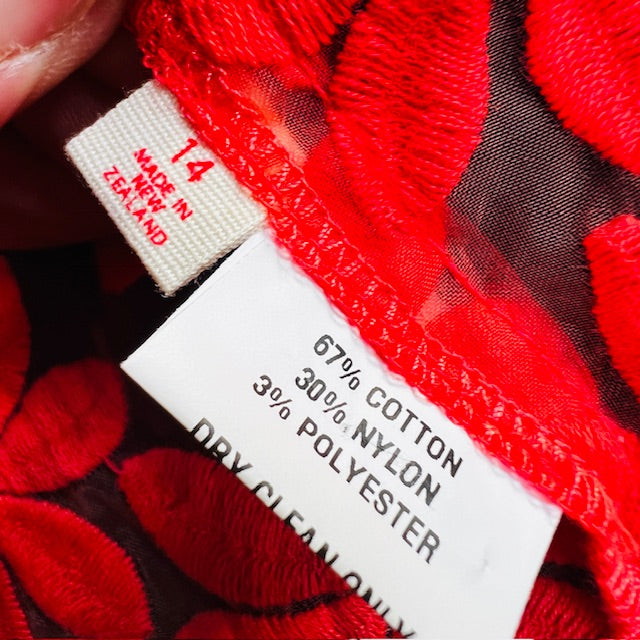 14
MADE IN
NEW
ZEALAND
67% COTTON
30% NYLON
3% POLYESTER
DRY CLEAN ONLY